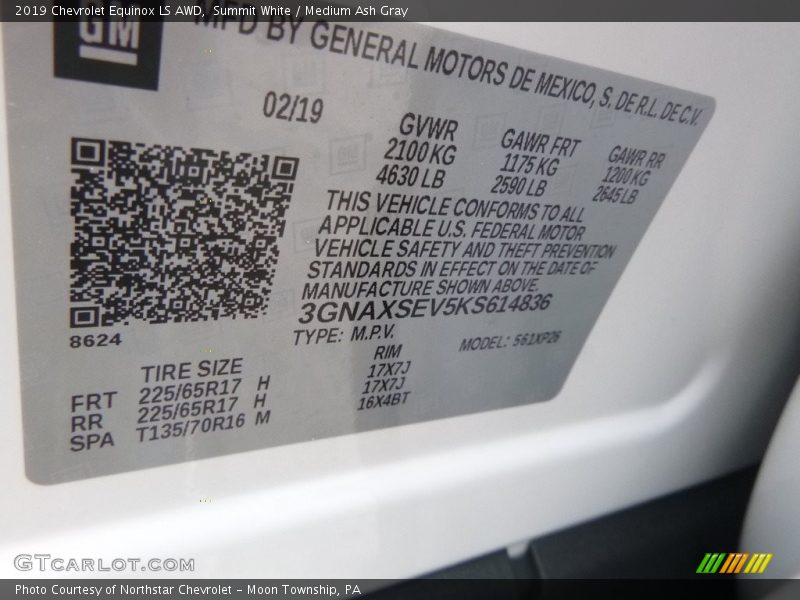 2019 Chevrolet Equinox LS AWD, Summit White / Medium Ash Gray
GM
MFD BY GENERAL MOTORS DE MEXICO, S. DE R.L. DE C.V.
02/19
GVWR GAWR FRT GAWR RR
2100 KG 1175 KG 1200 KG
4630 LB 2590 LB 2645 LB
THIS VEHICLE CONFORMS TO ALL
APPLICABLE U.S. FEDERAL MOTOR
VEHICLE SAFETY AND THEFT PREVENTION
STANDARDS IN EFFECT ON THE DATE OF
MANUFACTURE SHOWN ABOVE.
3GNAXSEV5KS614836
8624
TYPE: M.P.V. MODEL: 561XP26
TIRE SIZE RIM
FRT 225/65R17 H 17X7J
RR 225/65R17 H 17X7J
SPA T135/70R16 M 16X4BT
GTCARLOT.COM
Photo Courtesy of Northstar Chevrolet - Moon Township, PA